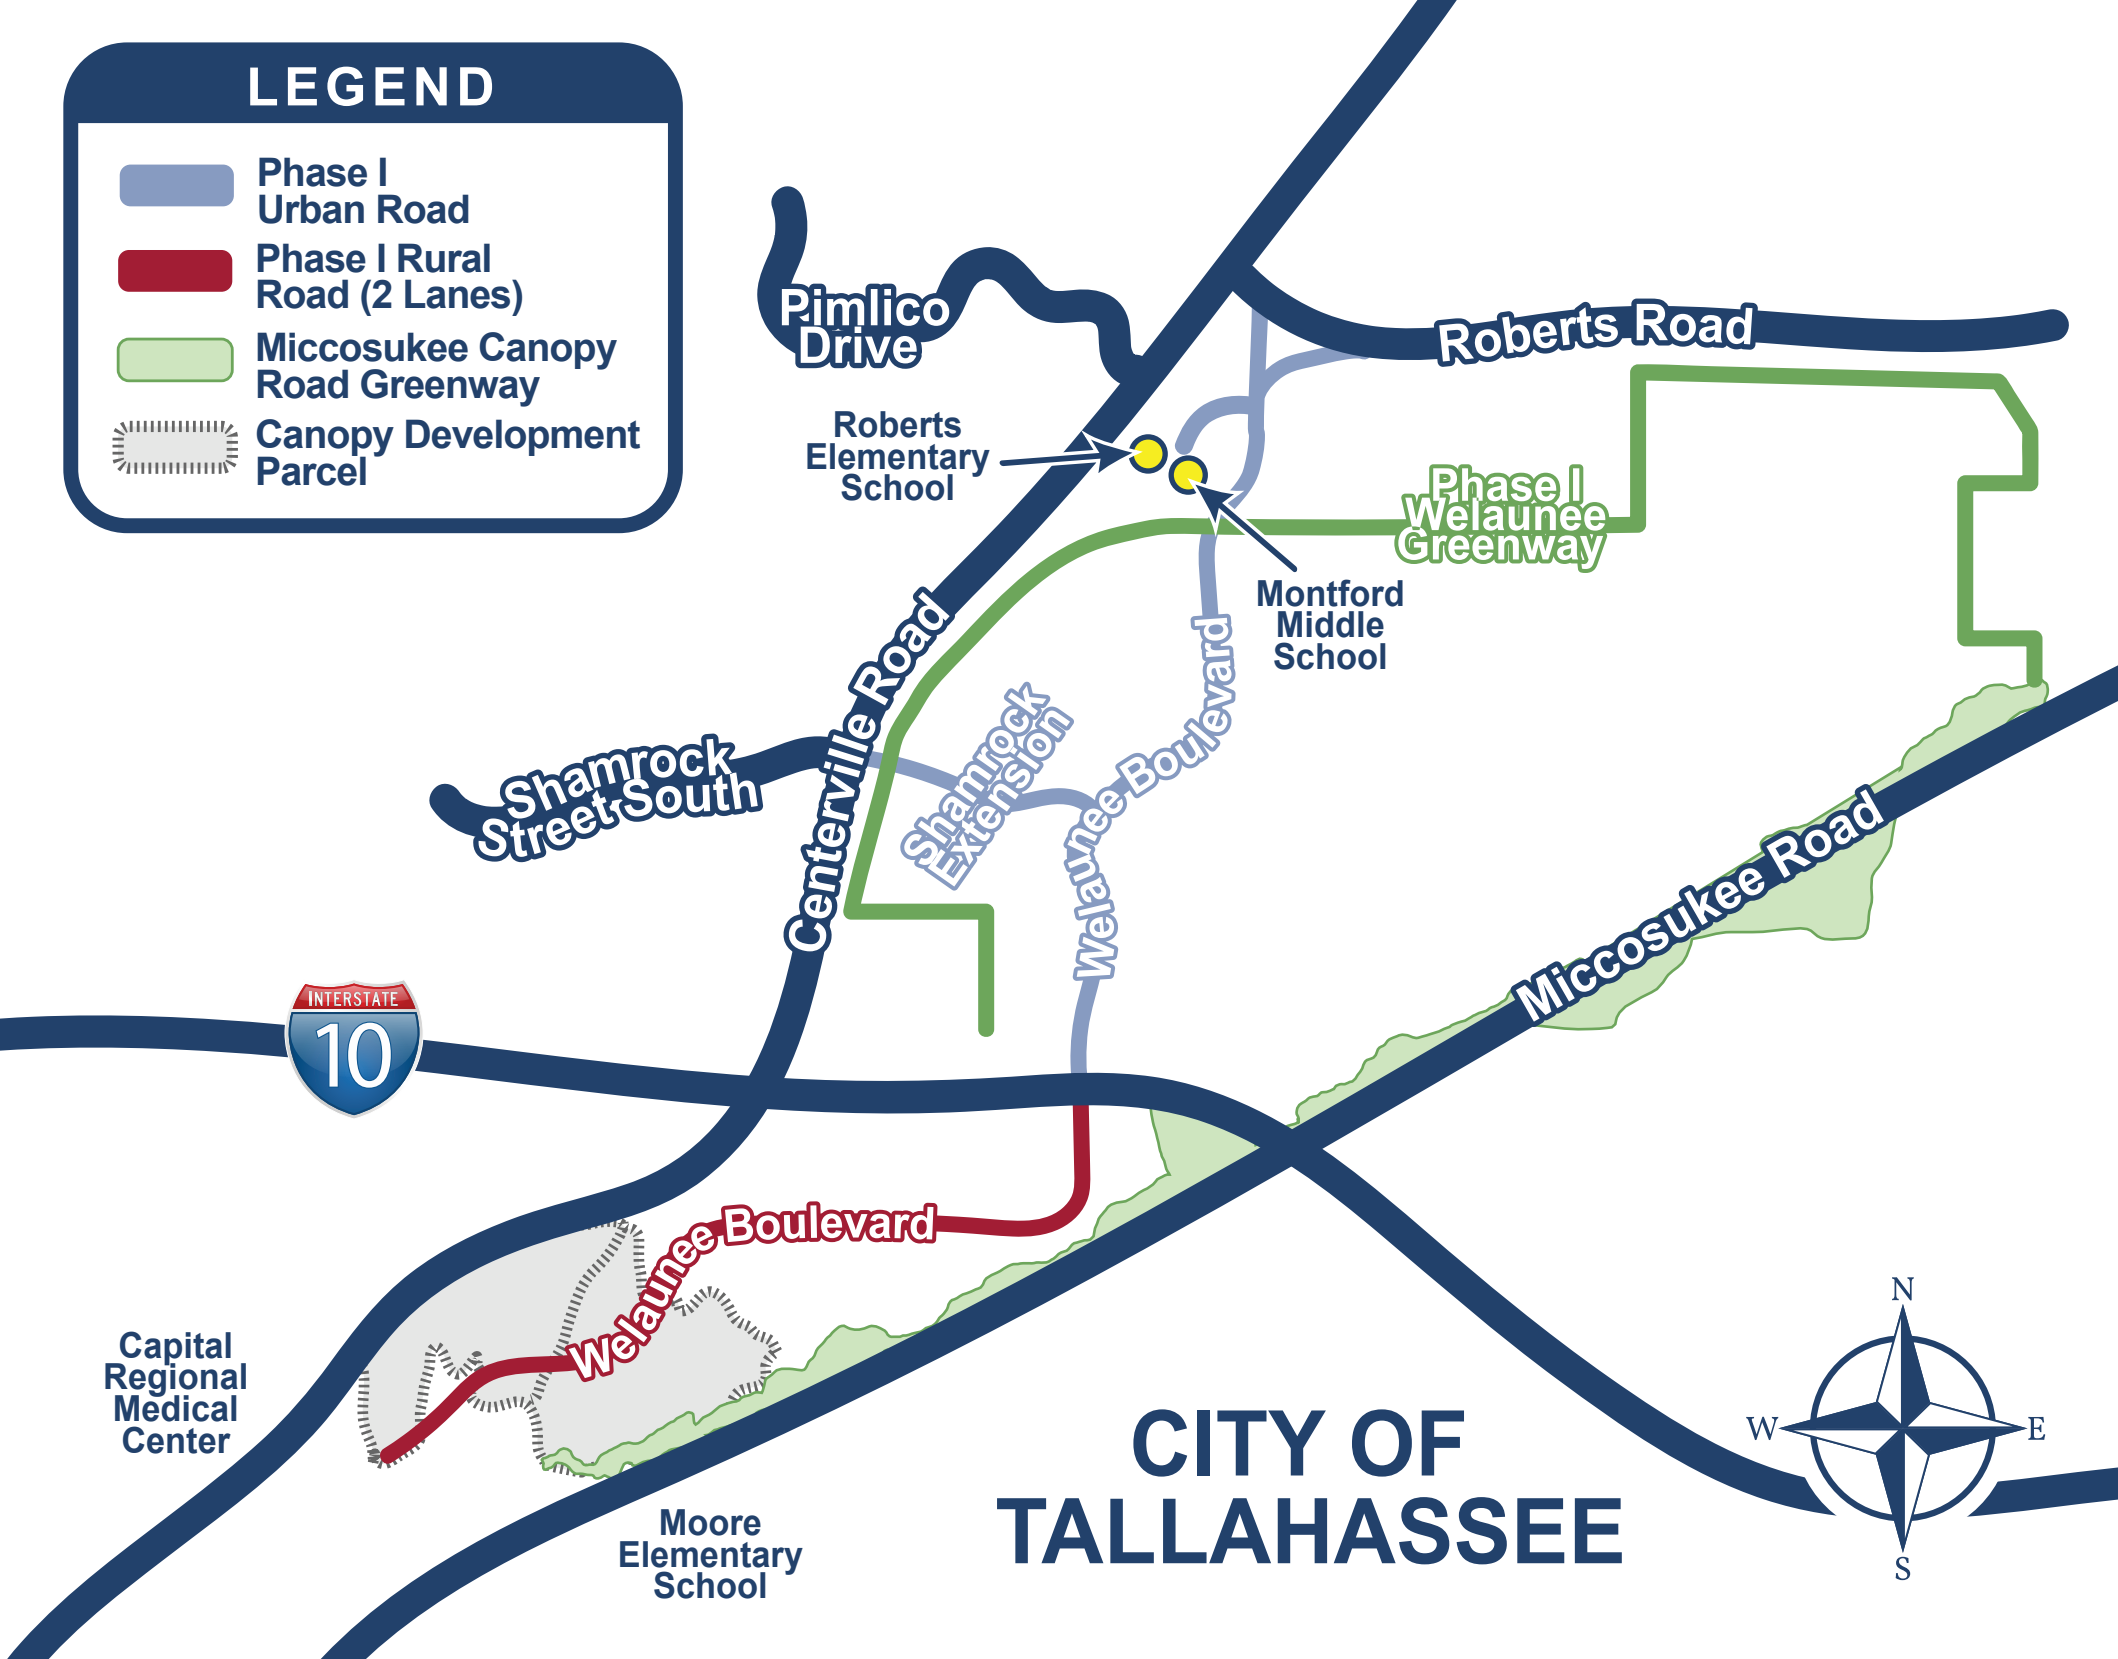 LEGEND
Phase I
Urban Road
Phase I Rural
Road (2 Lanes)
Miccosukee Canopy
Road Greenway
Canopy Development
Parcel
Pimlico
Drive
Roberts Road
Roberts
Elementary
School
Phase I
Welaunee
Greenway
Montford
Middle
School
Centerville Road
Shamrock
Extension
Welaunee Boulevard
Shamrock
Street South
Miccosukee Road
INTERSTATE
10
Welaunee Boulevard
Capital
Regional
Medical
Center
Moore
Elementary
School
CITY OF
TALLAHASSEE
N
W
E
S